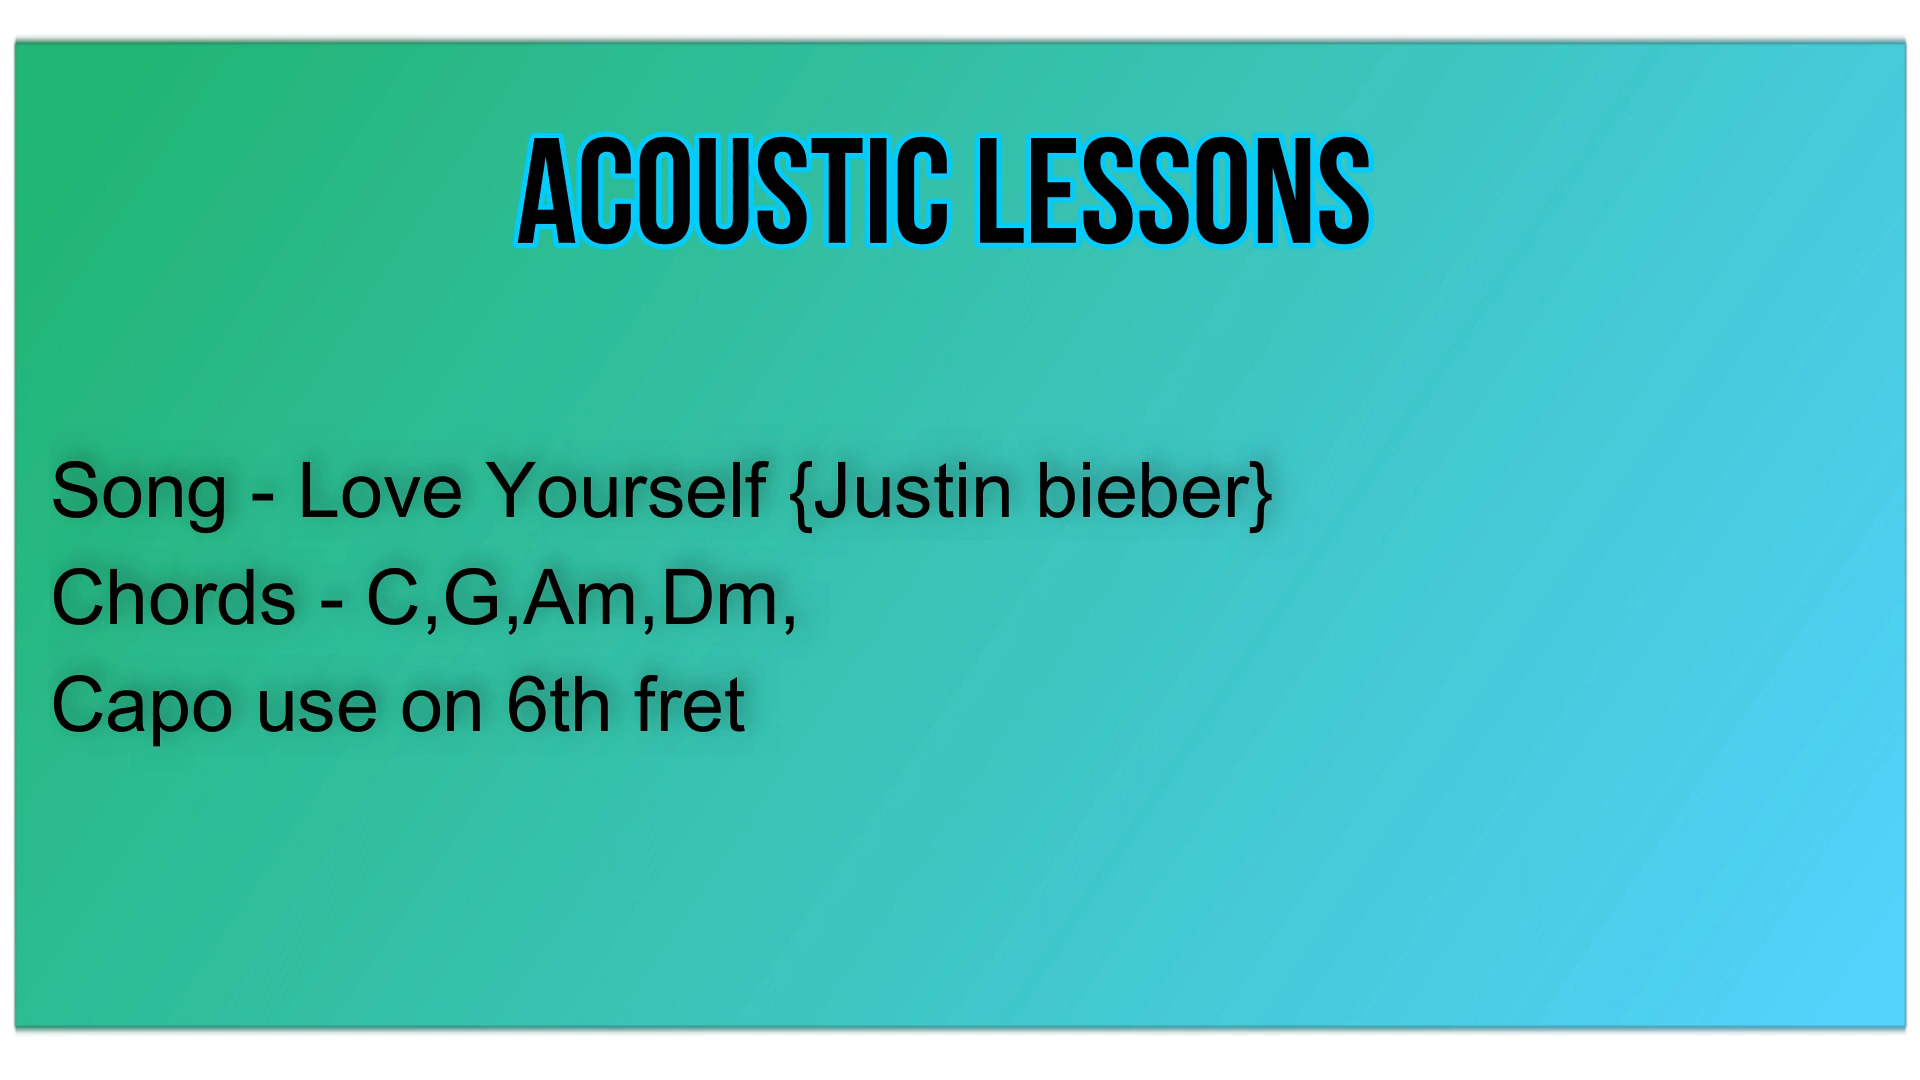 ACOUSTIC LESSONS
Song - Love Yourself {Justin bieber}
Chords - C,G,Am,Dm,
Capo use on 6th fret